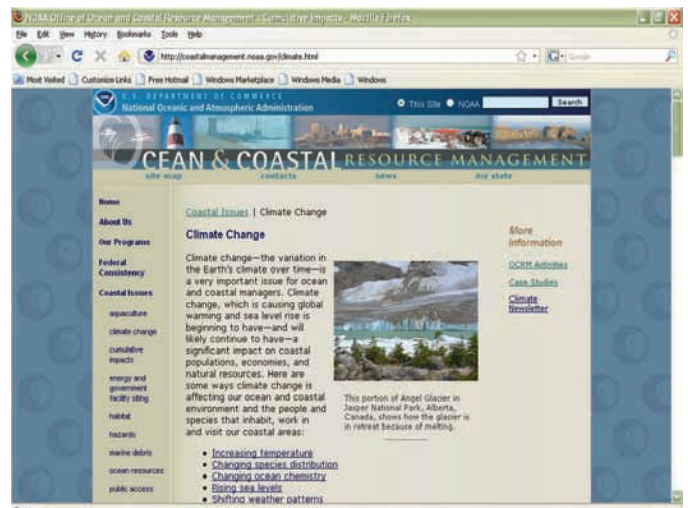 NOAA Office of Ocean and Coastal Resource Management - Cumulative Impacts - Mozilla Firefox
File Edit View History Bookmarks Tools Help
http://coastalmanagement.noaa.gov/climate.html
Google
Most Visited Customize Links Free Hotmail Windows Marketplace Windows Media Windows
U.S. DEPARTMENT OF COMMERCE
National Oceanic and Atmospheric Administration
This Site NOAA Search
OCEAN & COASTAL RESOURCE MANAGEMENT
site map contacts news my state
Home
About Us
Our Programs
Federal
Consistency
Coastal Issues
aquaculture
climate change
cumulative
impacts
energy and
government
facility siting
habitat
hazards
marine debris
ocean resources
public access
Coastal Issues | Climate Change
Climate Change
Climate change—the variation in
the Earth's climate over time—is
a very important issue for ocean
and coastal managers. Climate
change, which is causing global
warming and sea level rise is
beginning to have—and will
likely continue to have—a
significant impact on coastal
populations, economies, and
natural resources. Here are
some ways climate change is
affecting our ocean and coastal
environment and the people and
species that inhabit, work in
and visit our coastal areas:
• Increasing temperature
• Changing species distribution
• Changing ocean chemistry
• Rising sea levels
• Shifting weather patterns
This portion of Angel Glacier in
Jasper National Park, Alberta,
Canada, shows how the glacier is
in retreat because of melting.
More
Information
OCRM Activities
Case Studies
Climate
Newsletter